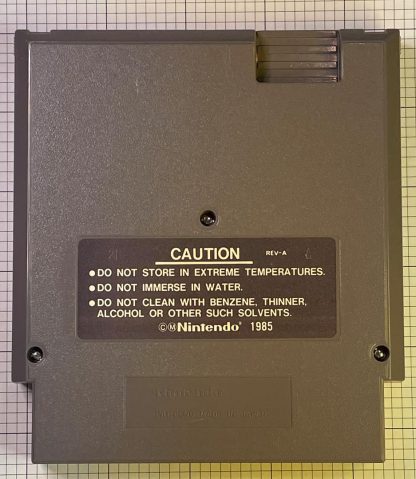 CAUTION REV-A
● DO NOT STORE IN EXTREME TEMPERATURES.
● DO NOT IMMERSE IN WATER.
● DO NOT CLEAN WITH BENZENE, THINNER,
ALCOHOL OR OTHER SUCH SOLVENTS.
©Ⓜ Nintendo® 1985
Nintendo